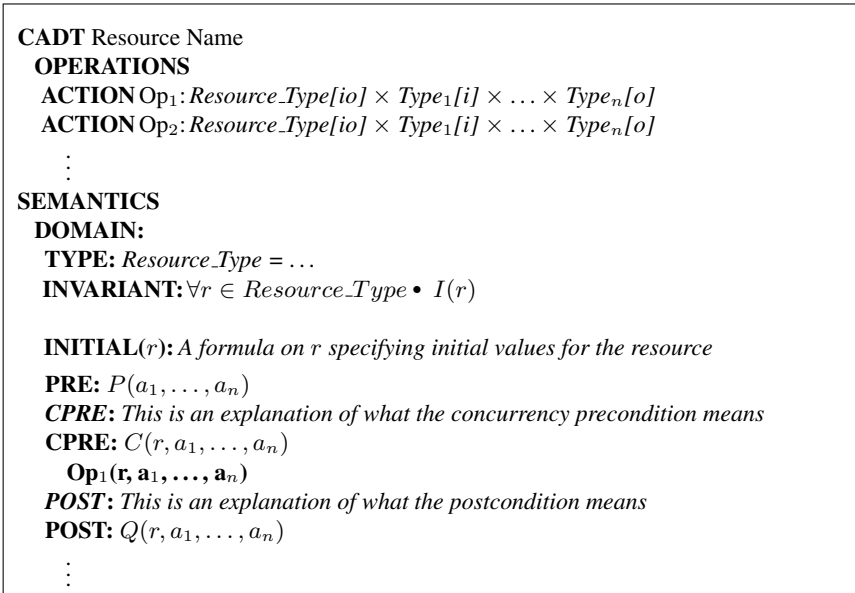 CADT Resource Name
OPERATIONS
ACTION Op₁: Resource_Type[io] × Type₁[i] × . . . × Typeₙ[o]
ACTION Op₂: Resource_Type[io] × Type₁[i] × . . . × Typeₙ[o]
⋮
SEMANTICS
DOMAIN:
TYPE: Resource_Type = . . .
INVARIANT: ∀r ∈ Resource_Type • I(r)
INITIAL(r): A formula on r specifying initial values for the resource
PRE: P(a₁, . . . , aₙ)
CPRE: This is an explanation of what the concurrency precondition means
CPRE: C(r, a₁, . . . , aₙ)
Op₁(r, a₁, . . . , aₙ)
POST: This is an explanation of what the postcondition means
POST: Q(r, a₁, . . . , aₙ)
⋮